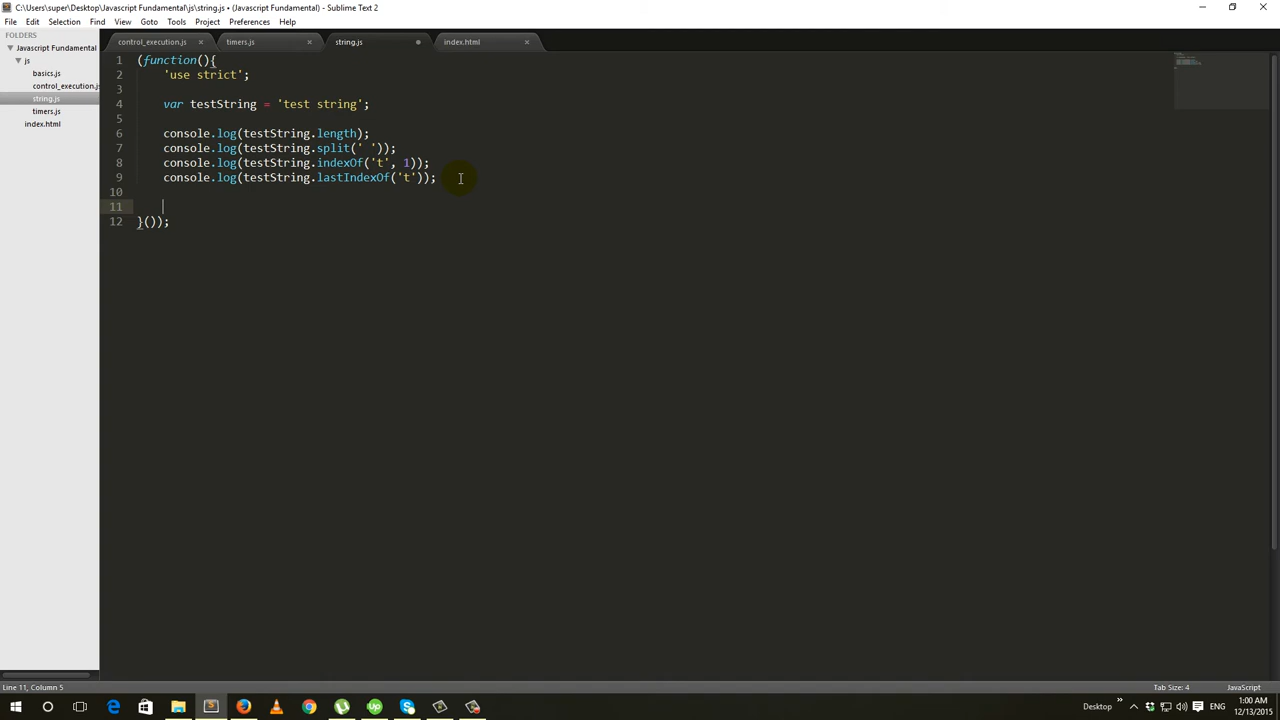 C:\Users\super\Desktop\Javascript Fundamental\js\string.js • (Javascript Fundamental) - Sublime Text 2
File Edit Selection Find View Goto Tools Project Preferences Help
FOLDERS
Javascript Fundamental
js
basics.js
control_execution.js
string.js
timers.js
index.html
control_execution.js timers.js string.js index.html
1 (function(){
2 'use strict';
3
4 var testString = 'test string';
5
6 console.log(testString.length);
7 console.log(testString.split(' '));
8 console.log(testString.indexOf('t', 1));
9 console.log(testString.lastIndexOf('t'));
10
11
12 }());
Line 11, Column 5 Tab Size: 4 JavaScript
Desktop 1:00 AM
12/13/2015